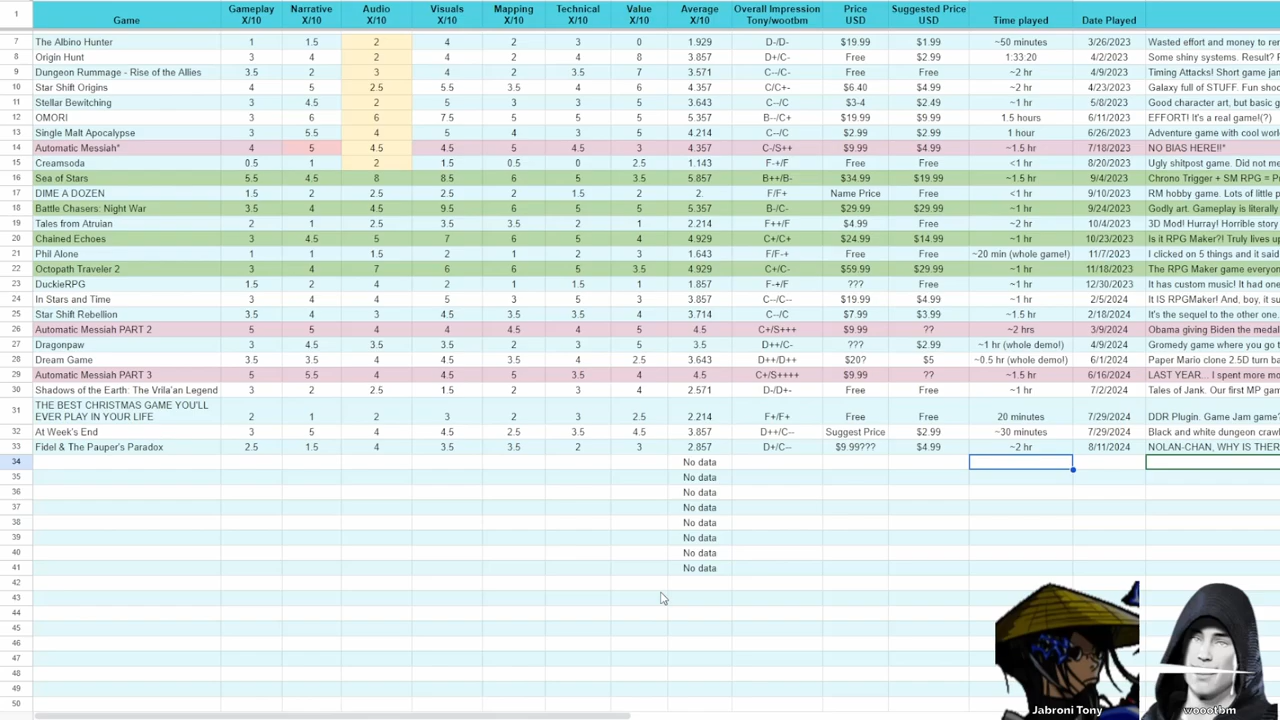 1 Game Gameplay X/10 Narrative X/10 Audio X/10 Visuals X/10 Mapping X/10 Technical X/10 Value X/10 Average X/10 Overall Impression Tony/wootbm Price USD Suggested Price USD Time played Date Played
7 The Albino Hunter 1 1.5 2 4 2 3 0 1.929 D-/D- $19.99 $1.99 ~50 minutes 3/26/2023 Wasted effort and money to rer
8 Origin Hunt 3 4 2 4 2 4 8 3.857 D+/C- Free $2.99 1:33:20 4/2/2023 Some shiny systems. Result? F
9 Dungeon Rummage - Rise of the Allies 3.5 2 3 4 2 3.5 7 3.571 C--/C- Free Free ~2 hr 4/9/2023 Timing Attacks! Short game jan
10 Star Shift Origins 4 5 2.5 5.5 3.5 4 6 4.357 C/C+- $6.40 $4.99 ~2 hr 4/23/2023 Galaxy full of STUFF. Fun shoo
11 Stellar Bewitching 3 4.5 2 5 3 3 5 3.643 C--/C $3-4 $2.49 ~1 hr 5/8/2023 Good character art, but basic g
12 OMORI 3 6 6 7.5 5 5 5 5.357 B--/C+ $19.99 $9.99 1.5 hours 6/11/2023 EFFORT! It's a real game!(?)
13 Single Malt Apocalypse 3 5.5 4 5 4 3 5 4.214 C--/C $2.99 $2.99 1 hour 6/26/2023 Adventure game with cool work
14 Automatic Messiah* 4 5 4.5 4.5 5 4.5 3 4.357 C-/S++ $9.99 $4.99 ~1.5 hr 7/18/2023 NO BIAS HERE!!*
15 Creamsoda 0.5 1 2 1.5 0.5 0 2.5 1.143 F-+/F Free Free <1 hr 8/20/2023 Ugly shitpost game. Did not me
16 Sea of Stars 5.5 4.5 8 8.5 6 5 3.5 5.857 B++/B- $34.99 $19.99 ~1.5 hr 9/4/2023 Chrono Trigger + SM RPG = Pr
17 DIME A DOZEN 1.5 2 2.5 2.5 2 1.5 2 2. F/F+ Name Price Free <1 hr 9/10/2023 RM hobby game. Lots of little p
18 Battle Chasers: Night War 3.5 4 4.5 9.5 6 5 5 5.357 B-/C- $29.99 $29.99 ~1 hr 9/24/2023 Godly art. Gameplay is literally
19 Tales from Atruian 2 1 2.5 3.5 3.5 2 1 2.214 F++/F $4.99 Free ~2 hr 10/4/2023 3D Mod! Hurray! Horrible story
20 Chained Echoes 3 4.5 5 7 6 5 4 4.929 C+/C+ $24.99 $14.99 ~1 hr 10/23/2023 Is it RPG Maker?! Truly lives up
21 Phil Alone 1 1 1.5 2 1 2 3 1.643 F/F-+ Free Free ~20 min (whole game!) 11/7/2023 I clicked on 5 things and it said
22 Octopath Traveler 2 3 4 7 6 6 5 3.5 4.929 C+/C- $59.99 $29.99 ~1 hr 11/18/2023 The RPG Maker game everyon
23 DuckieRPG 1.5 2 4 2 1 1.5 1 1.857 F-+/F ??? Free ~1 hr 12/30/2023 It has custom music! It had one
24 In Stars and Time 3 4 4 5 3 5 3 3.857 C--/C-- $19.99 $4.99 ~1 hr 2/5/2024 It IS RPGMaker! And, boy, it su
25 Star Shift Rebellion 3.5 4 3 4 3.5 3.5 4 3.714 C--/C $7.99 $3.99 ~1.5 hr 2/18/2024 It's the sequel to the other one.
26 Automatic Messiah PART 2 5 5 4 4 4.5 5 4 4.5 C+/S+++ $9.99 ?? ~2 hrs 3/9/2024 Obama giving Biden the medal
27 Dragonpaw 3 4.5 3.5 3.5 2 3 5 3.5 D++/C- ??? $2.99 ~1 hr (whole demo!) 4/9/2024 Gromedy game where you go t
28 Dream Game 3.5 3.5 4 4.5 3.5 4 2.5 3.643 D++/D++ $20? $5 ~0.5 hr (whole demo!) 6/1/2024 Paper Mario clone 2.5D turn ba
29 Automatic Messiah PART 3 5 5.5 4 4.5 5 3.5 4 4.5 C+/S++++ $9.99 ?? ~1.5 hr 6/16/2024 LAST YEAR... I spent more mo
30 Shadows of the Earth: The Vrila'an Legend 3 2 2.5 1.5 2 3 4 2.571 D-/D+- Free Free ~1 hr 7/2/2024 Tales of Jank. Our first MP gam
31 THE BEST CHRISTMAS GAME YOU'LL EVER PLAY IN YOUR LIFE 2 1 2 3 2 3 2.5 2.214 F+/F+ Free Free 20 minutes 7/29/2024 DDR Plugin. Game Jam game?
32 At Week's End 3 5 4 4.5 2.5 3.5 4.5 3.857 D++/C-- Suggest Price $2.99 ~30 minutes 7/29/2024 Black and white dungeon crawl
33 Fidel & The Pauper's Paradox 2.5 1.5 4 3.5 3.5 2 3 2.857 D+/C-- $9.99??? $4.99 ~2 hr 8/11/2024 NOLAN-CHAN, WHY IS THER
34 No data
35 No data
36 No data
37 No data
38 No data
39 No data
40 No data
41 No data
42
43
44
45
46
47
48
49
50
Jabroni Tony woootbm